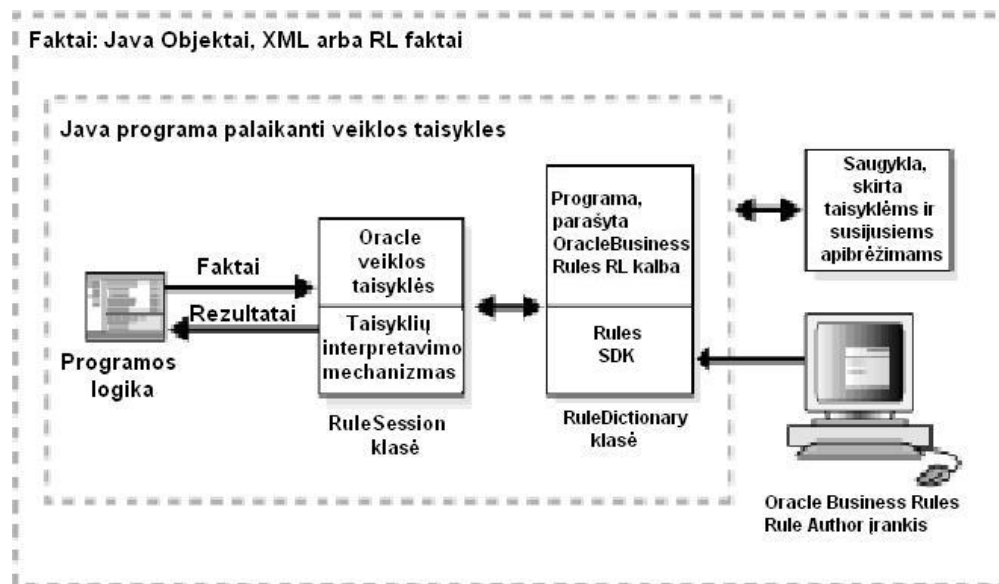 Faktai: Java Objektai, XML arba RL faktai
Java programa palaikanti veiklos taisykles
Faktai
Rezultatai
Programos
logika
Oracle
veiklos
taisyklės
Taisyklių
interpretavimo
mechanizmas
RuleSession
klasė
Programa,
parašyta
OracleBusiness
Rules RL kalba
Rules
SDK
RuleDictionary
klasė
Saugykla,
skirta
taisyklėms ir
susijusiems
apibrėžimams
Oracle Business Rules
Rule Author įrankis